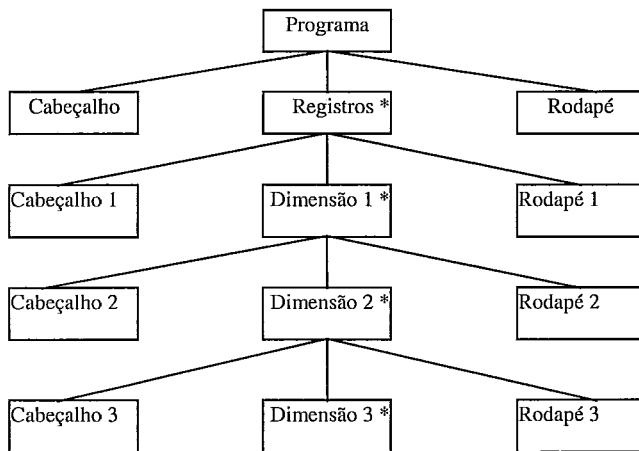 Programa
Cabeçalho
Registros *
Rodapé
Cabeçalho 1
Dimensão 1 *
Rodapé 1
Cabeçalho 2
Dimensão 2 *
Rodapé 2
Cabeçalho 3
Dimensão 3 *
Rodapé 3